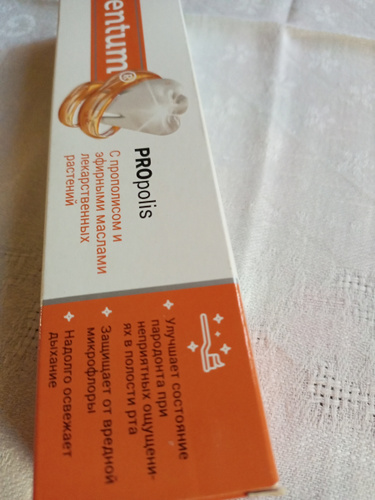 entum®
PROpolis
С прополисом и
эфирными маслами
лекарственных
растений
Улучшает состояние
пародонта при
неприятных ощущени-
ях в полости рта
Защищает от вредной
микрофлоры
Надолго освежает
дыхание